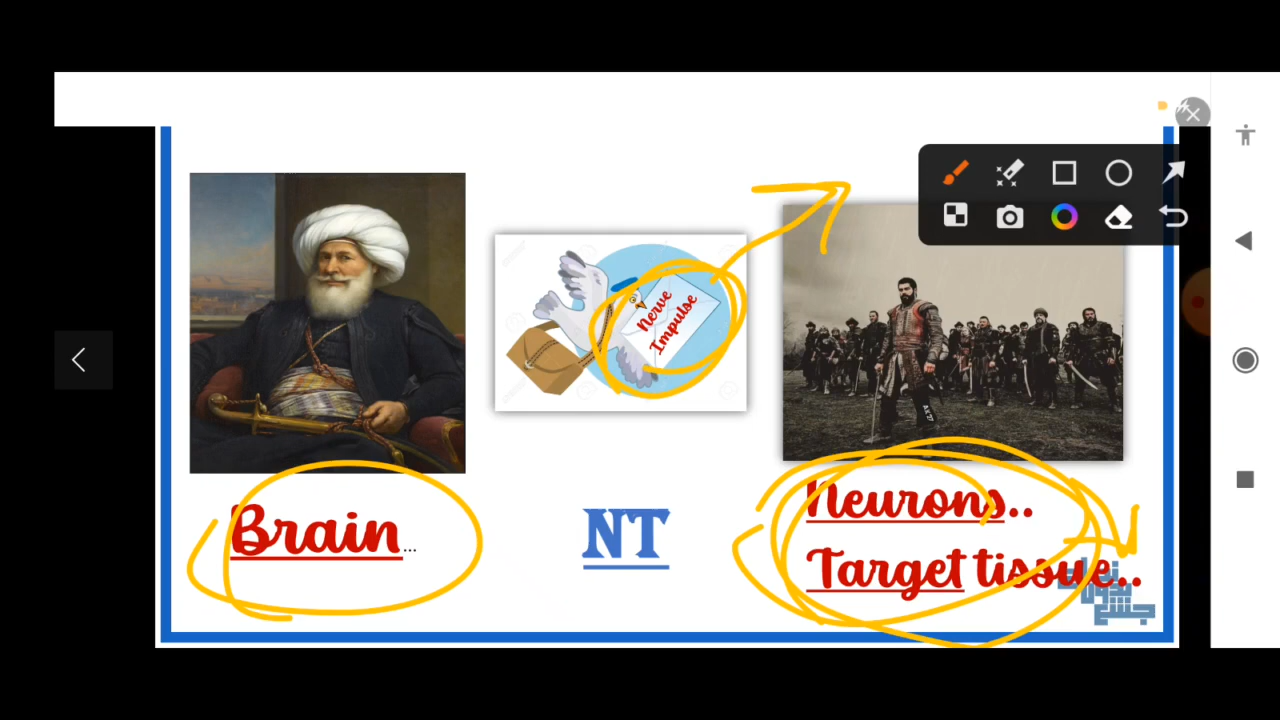 Nerve
Impulse
Brain...
NT
Neurons..
Target tissue..